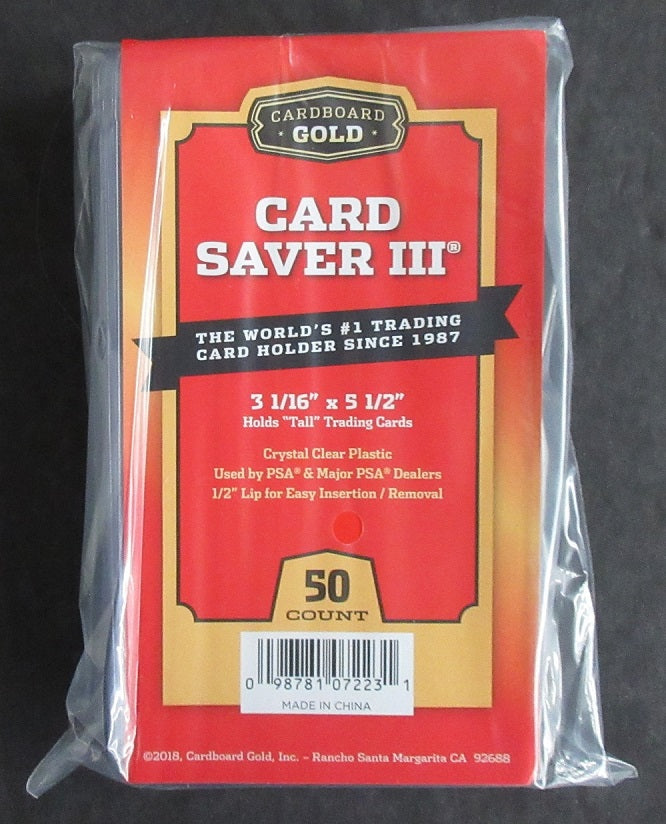 CARDBOARD
GOLD
CARD
SAVER III®
THE WORLD'S #1 TRADING
CARD HOLDER SINCE 1987
3 1/16" x 5 1/2"
Holds "Tall" Trading Cards
Crystal Clear Plastic
Used by PSA® & Major PSA® Dealers
1/2" Lip for Easy Insertion / Removal
50
COUNT
0 98781 07223 1
MADE IN CHINA
©2018, Cardboard Gold, Inc. – Rancho Santa Margarita CA 92688